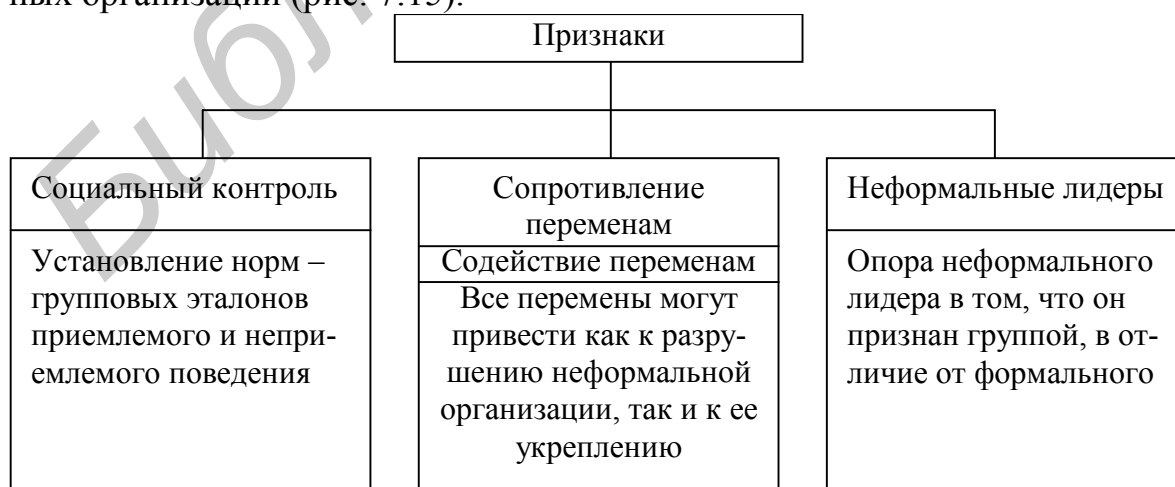 ных организаций (рис. 7.15).
Признаки
Социальный контроль
Установление норм –
групповых эталонов
приемлемого и непри-
емлемого поведения
Сопротивление
переменам
Содействие переменам
Все перемены могут
привести как к разру-
шению неформальной
организации, так и к ее
укреплению
Неформальные лидеры
Опора неформального
лидера в том, что он
признан группой, в от-
личие от формального
Библ